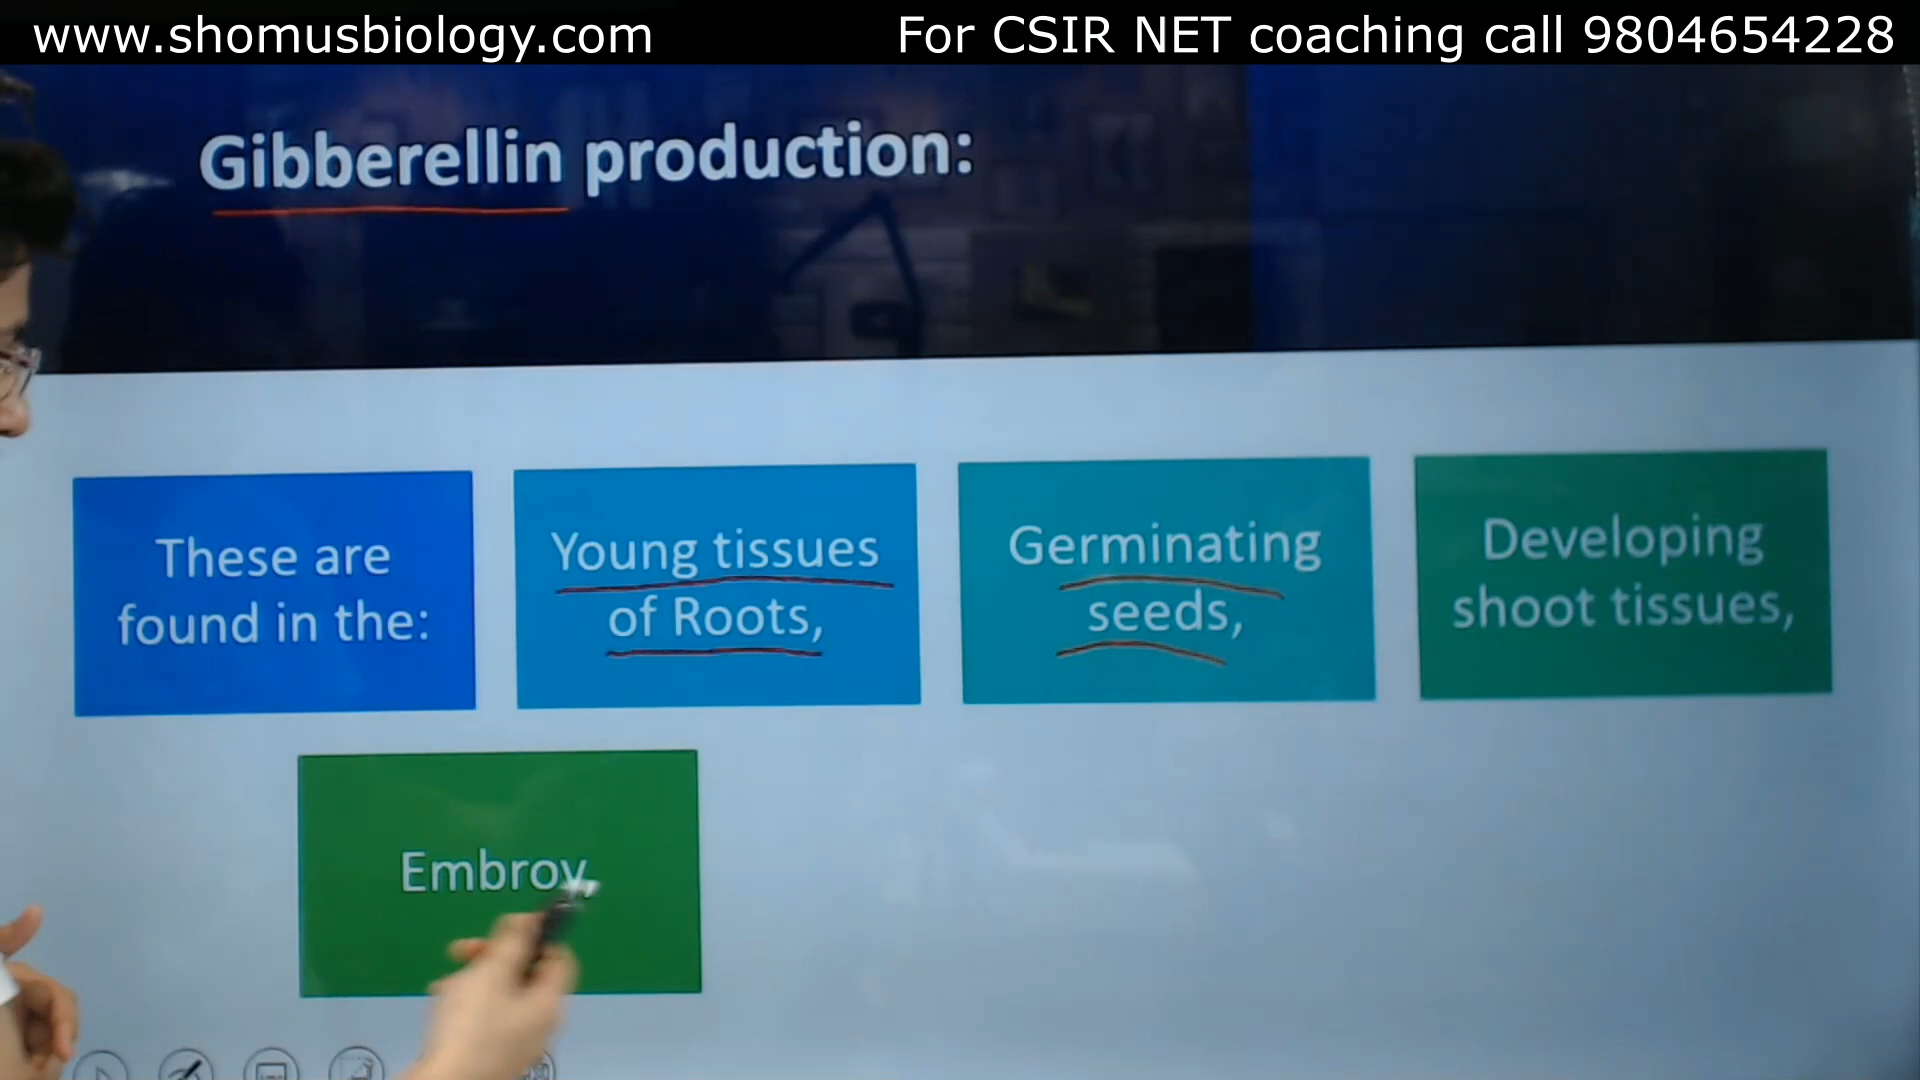 www.shomusbiology.com
For CSIR NET coaching call 9804654228
Gibberellin production:
These are
found in the:
Young tissues
of Roots,
Germinating
seeds,
Developing
shoot tissues,
Embroy,